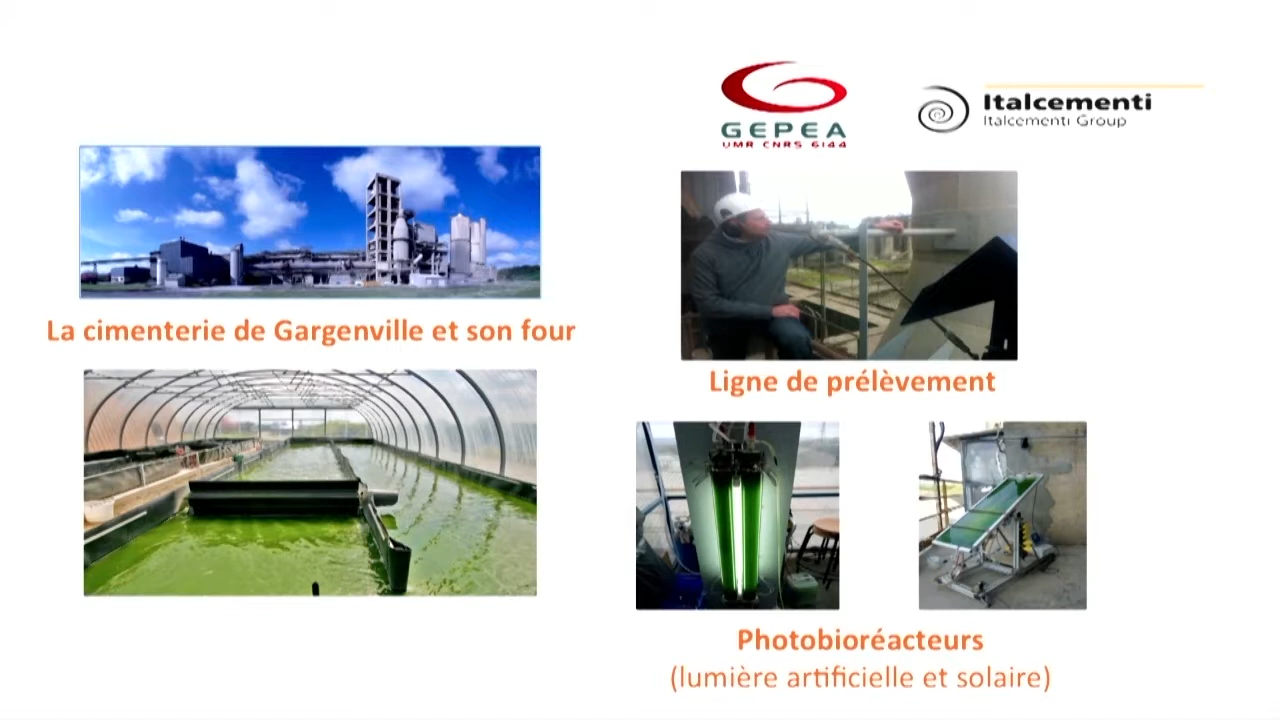 GEPEA
UMR CNRS 6144
Italcementi
Italcementi Group
La cimenterie de Gargenville et son four
Ligne de prélèvement
Photobioréacteurs
(lumière artificielle et solaire)